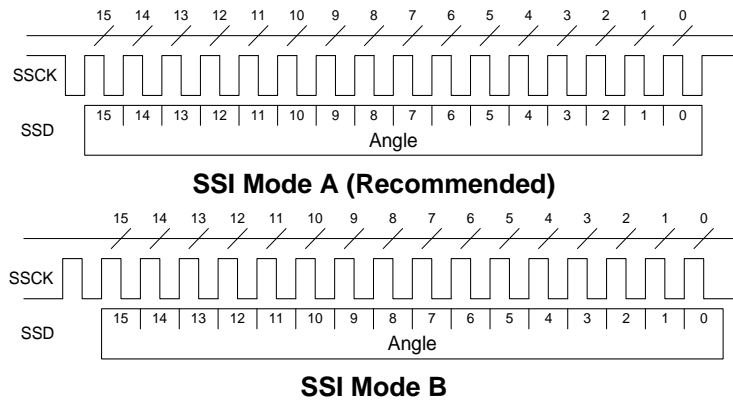 15 14 13 12 11 10 9 8 7 6 5 4 3 2 1 0
SSCK
SSD 15 14 13 12 11 10 9 8 7 6 5 4 3 2 1 0
Angle
SSI Mode A (Recommended)
15 14 13 12 11 10 9 8 7 6 5 4 3 2 1 0
SSCK
SSD 15 14 13 12 11 10 9 8 7 6 5 4 3 2 1 0
Angle
SSI Mode B